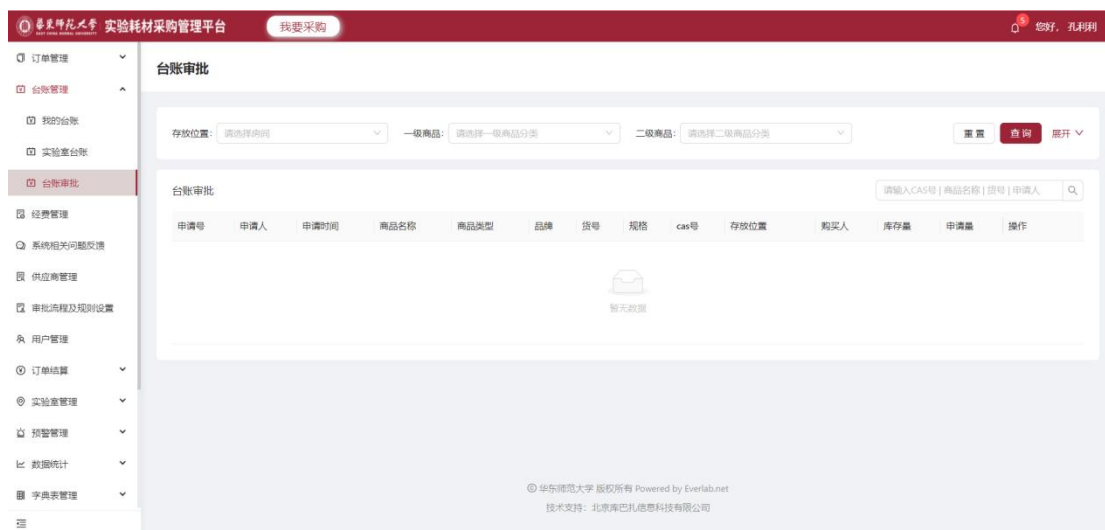 華東師範大學 实验耗材采购管理平台 我要采购 5 您好，孔利利
EAST CHINA NORMAL UNIVERSITY
订单管理
台账管理
我的台账
实验室台账
台账审批
经费管理
系统相关问题反馈
供应商管理
审批流程及规则设置
用户管理
订单结算
实验室管理
预警管理
数据统计
字典表管理
台账审批
存放位置: 请选择房间 一级商品: 请选择一级商品分类 二级商品: 请选择二级商品分类 重置 查询 展开
台账审批 请输入CAS号 | 商品名称 | 货号 | 申请人
申请号 申请人 申请时间 商品名称 商品类型 品牌 货号 规格 cas号 存放位置 购买人 库存量 申请量 操作
暂无数据
© 华东师范大学 版权所有 Powered by Everlab.net
技术支持：北京库巴扎信息科技有限公司